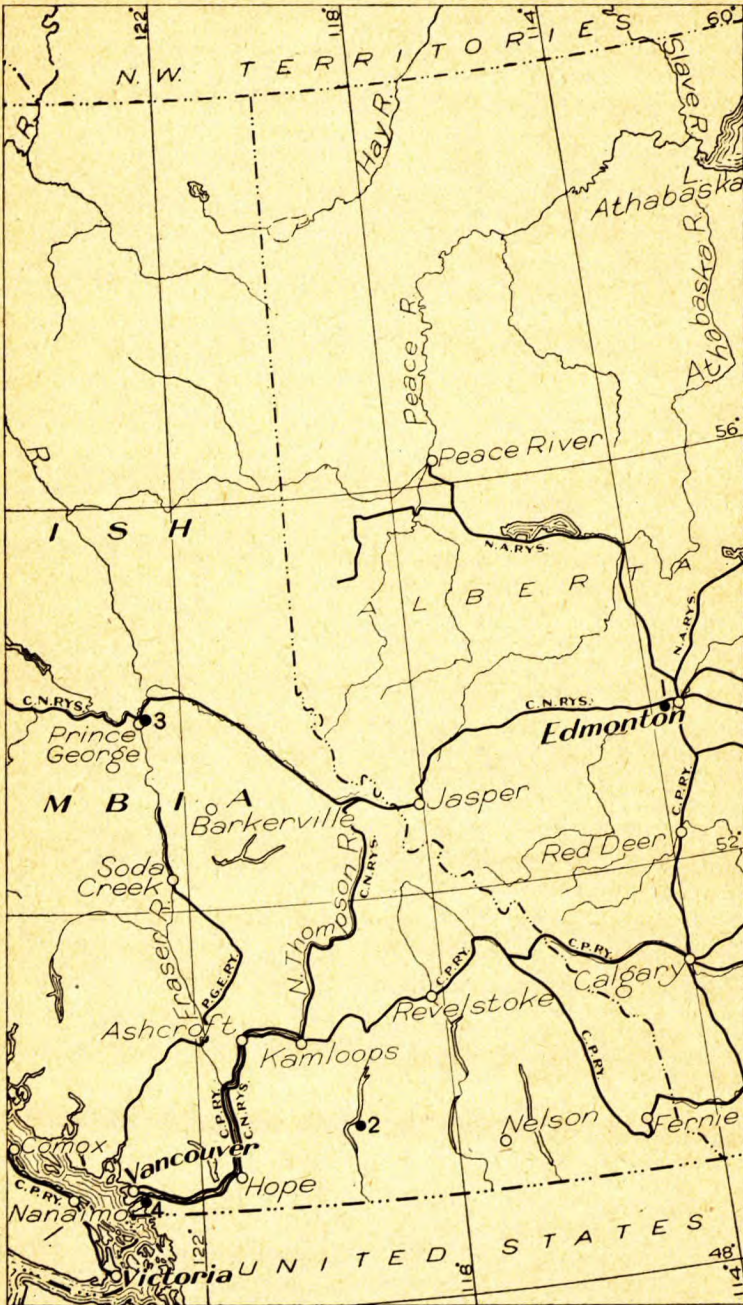 122°
118°
114°
60°
N.W. TERRITORIES
Slave R.
Hay R.
R.
L.
Athabaska
Athabaska R.
Peace R.
56°
Peace River
R.
ISH
N.A.RYS.
ALBERTA
N.A.RYS.
C.N.RYS.
3
C.N.RYS.
1
Edmonton
Prince
George
MBIA
Barkerville
Jasper
C.P.RY.
Red Deer
52°
Soda
Creek
N. Thompson R.
C.N.RYS.
Fraser R.
P.G.E.RY.
C.P.RY.
C.P.RY.
Calgary
Revelstoke
Ashcroft
Kamloops
C.P.RY.
C.P.RY.
C.N.RYS.
2
Nelson
Fernie
Comox
Vancouver
Hope
C.P.RY.
Nanaimo
4
122°
UNITED STATES
118°
48°
114°
Victoria